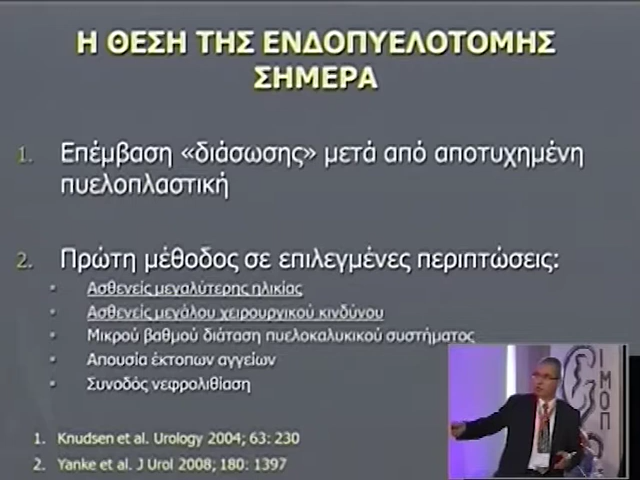 Η ΘΕΣΗ ΤΗΣ ΕΝΔΟΠΥΕΛΟΤΟΜΗΣ
ΣΗΜΕΡΑ
1. Επέμβαση «διάσωσης» μετά από αποτυχημένη
πυελοπλαστική
2. Πρώτη μέθοδος σε επιλεγμένες περιπτώσεις:
Ασθενείς μεγαλύτερης ηλικίας
Ασθενείς μεγάλου χειρουργικού κινδύνου
Μικρού βαθμού διάταση πυελοκαλυκικού συστήματος
Απουσία έκτοπων αγγείων
Συνοδός νεφρολιθίαση
1. Knudsen et al. Urology 2004; 63: 230
2. Yanke et al. J Urol 2008; 180: 1397
ΙΜΟΠ